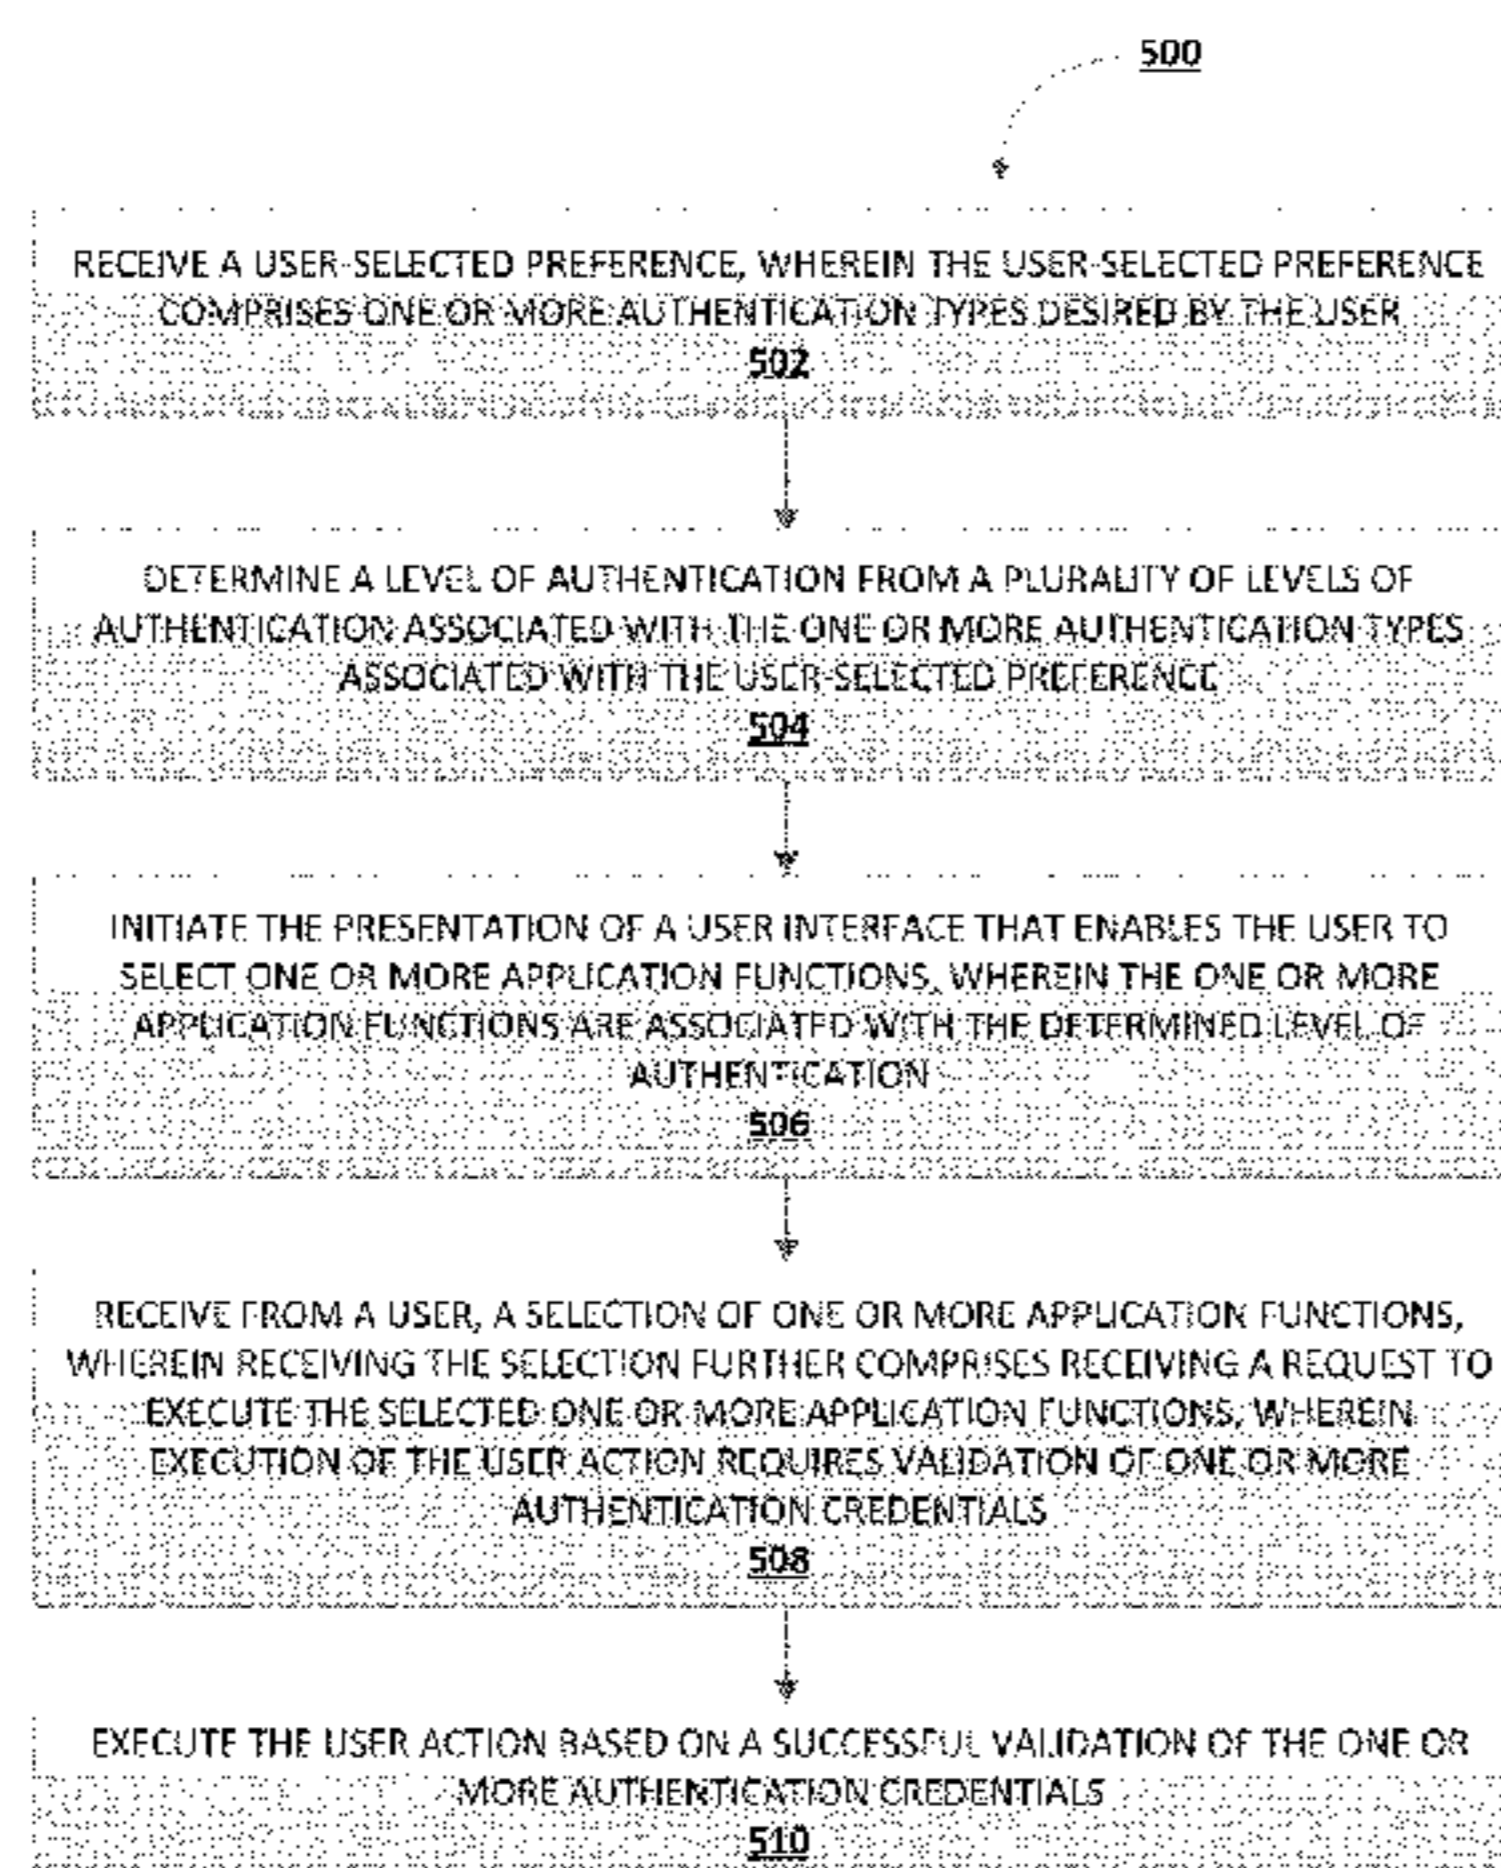 500
RECEIVE A USER-SELECTED PREFERENCE, WHEREIN THE USER-SELECTED PREFERENCE
COMPRISES ONE OR MORE AUTHENTICATION TYPES DESIRED BY THE USER
502
DETERMINE A LEVEL OF AUTHENTICATION FROM A PLURALITY OF LEVELS OF
AUTHENTICATION ASSOCIATED WITH THE ONE OR MORE AUTHENTICATION TYPES
ASSOCIATED WITH THE USER-SELECTED PREFERENCE
504
INITIATE THE PRESENTATION OF A USER INTERFACE THAT ENABLES THE USER TO
SELECT ONE OR MORE APPLICATION FUNCTIONS, WHEREIN THE ONE OR MORE
APPLICATION FUNCTIONS ARE ASSOCIATED WITH THE DETERMINED LEVEL OF
AUTHENTICATION
506
RECEIVE FROM A USER, A SELECTION OF ONE OR MORE APPLICATION FUNCTIONS,
WHEREIN RECEIVING THE SELECTION FURTHER COMPRISES RECEIVING A REQUEST TO
EXECUTE THE SELECTED ONE OR MORE APPLICATION FUNCTIONS, WHEREIN
EXECUTION OF THE USER ACTION REQUIRES VALIDATION OF ONE OR MORE
AUTHENTICATION CREDENTIALS
508
EXECUTE THE USER ACTION BASED ON A SUCCESSFUL VALIDATION OF THE ONE OR
MORE AUTHENTICATION CREDENTIALS
510